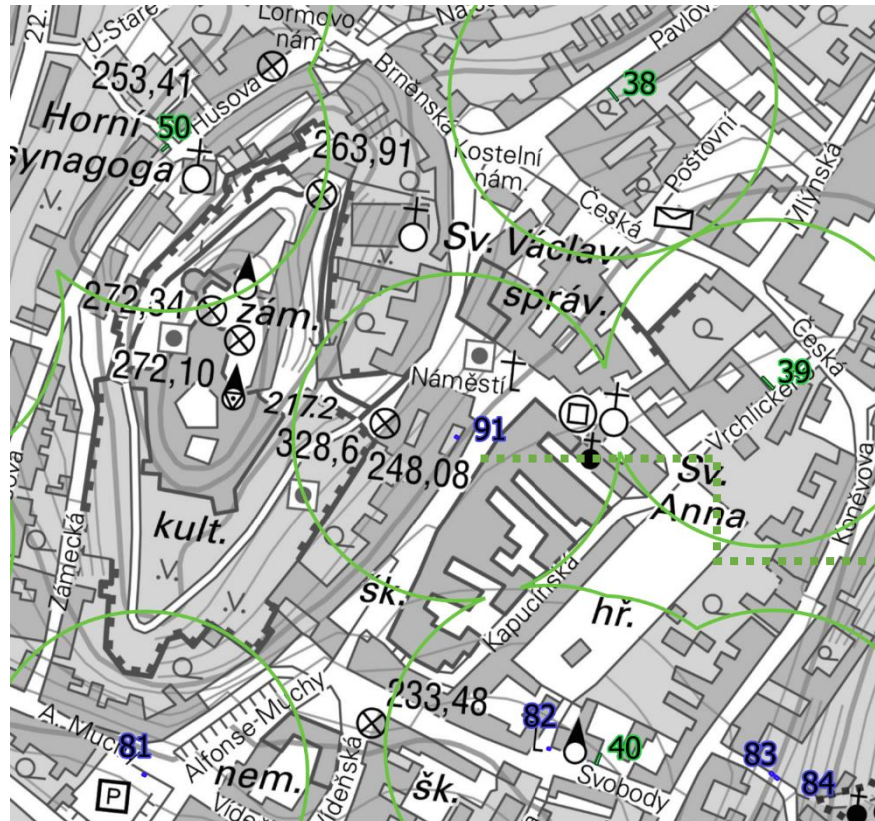 Lormovo
nám.
U Staré
22.
253,41
Husova
Brněnská
Pavlov
38
50
Horní
synagoga
263,91
Kostelní
nám.
Poštovní
Mlýnská
Česká
Sv. Václav
správ.
272,34
zám.
272,10
Náměstí
Česká
39
Vrchlického
217.2
328,6
248,08
91
Sv.
Anna
Koněvova
kult.
Zámecká
šk.
Kapucínská
hř.
233,48
A. Muchy
Alfonse Muchy
81
82
nem.
Vídeňská
40
83
84
šk.
Svobody
P